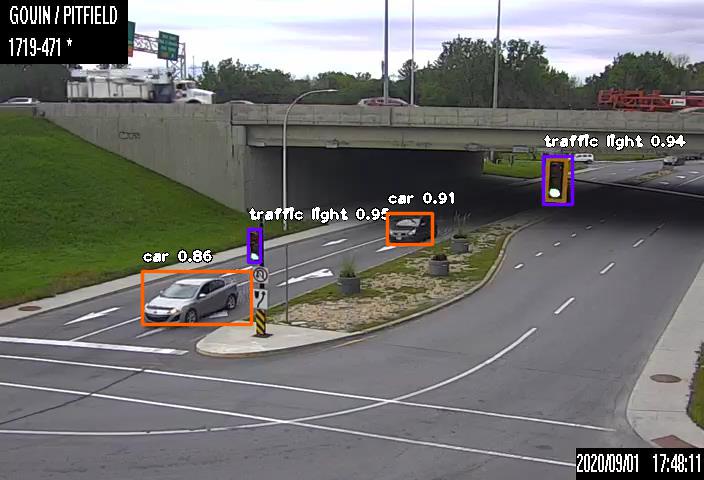 GOUIN / PITFIELD
1719-471 *
traffic light 0.94
car 0.91
traffic light 0.95
car 0.86
2020/09/01 17:48:11